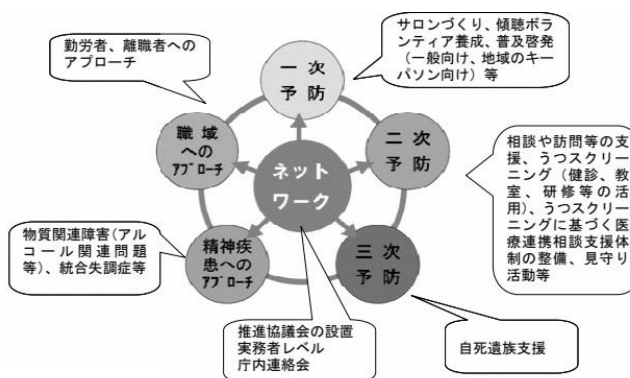 勤労者、離職者への
アプローチ
サロンづくり、傾聴ボラ
ンティア養成、普及啓発
(一般向け、地域のキー
パソン向け)等
一次
予防
職域
への
アプローチ
二次
予防
ネット
ワーク
相談や訪問等の支
援、うつスクリー
ニング(健診、教
室、研修等の活
用)、うつスクリー
ニングに基づく医
療連携相談支援体
制の整備、見守り
活動等
物質関連障害(アル
コール関連問題
等)、統合失調症等
精神疾
患への
アプローチ
三次
予防
推進協議会の設置
実務者レベル
庁内連絡会
自死遺族支援